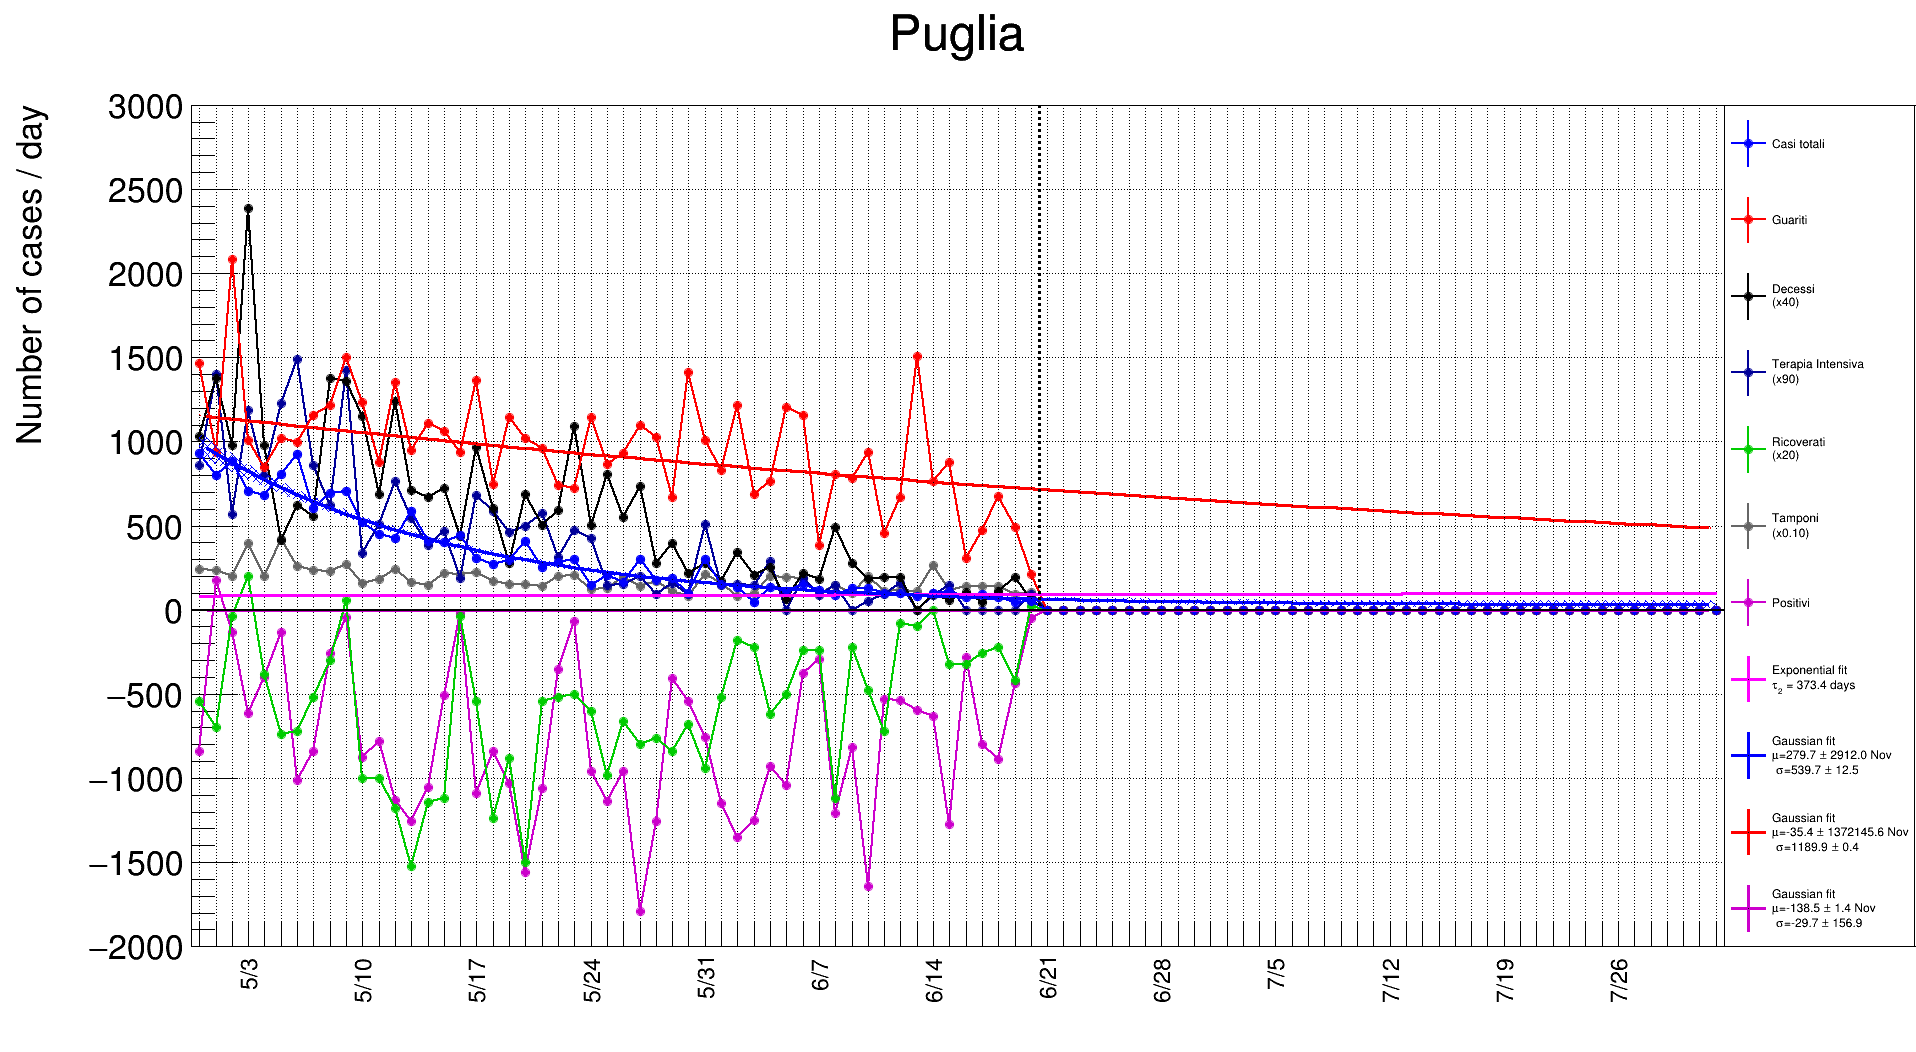 Puglia
Number of cases / day
3000
2500
2000
1500
1000
500
0
−500
−1000
−1500
−2000
5/3
5/10
5/17
5/24
5/31
6/7
6/14
6/21
6/28
7/5
7/12
7/19
7/26
Casi totali
Guariti
Decessi
(x40)
Terapia Intensiva
(x90)
Ricoverati
(x20)
Tamponi
(x0.10)
Positivi
Exponential fit
τ2 = 373.4 days
Gaussian fit
μ=279.7 ± 2912.0 Nov
σ=539.7 ± 12.5
Gaussian fit
μ=-35.4 ± 1372145.6 Nov
σ=1189.9 ± 0.4
Gaussian fit
μ=-138.5 ± 1.4 Nov
σ=-29.7 ± 156.9